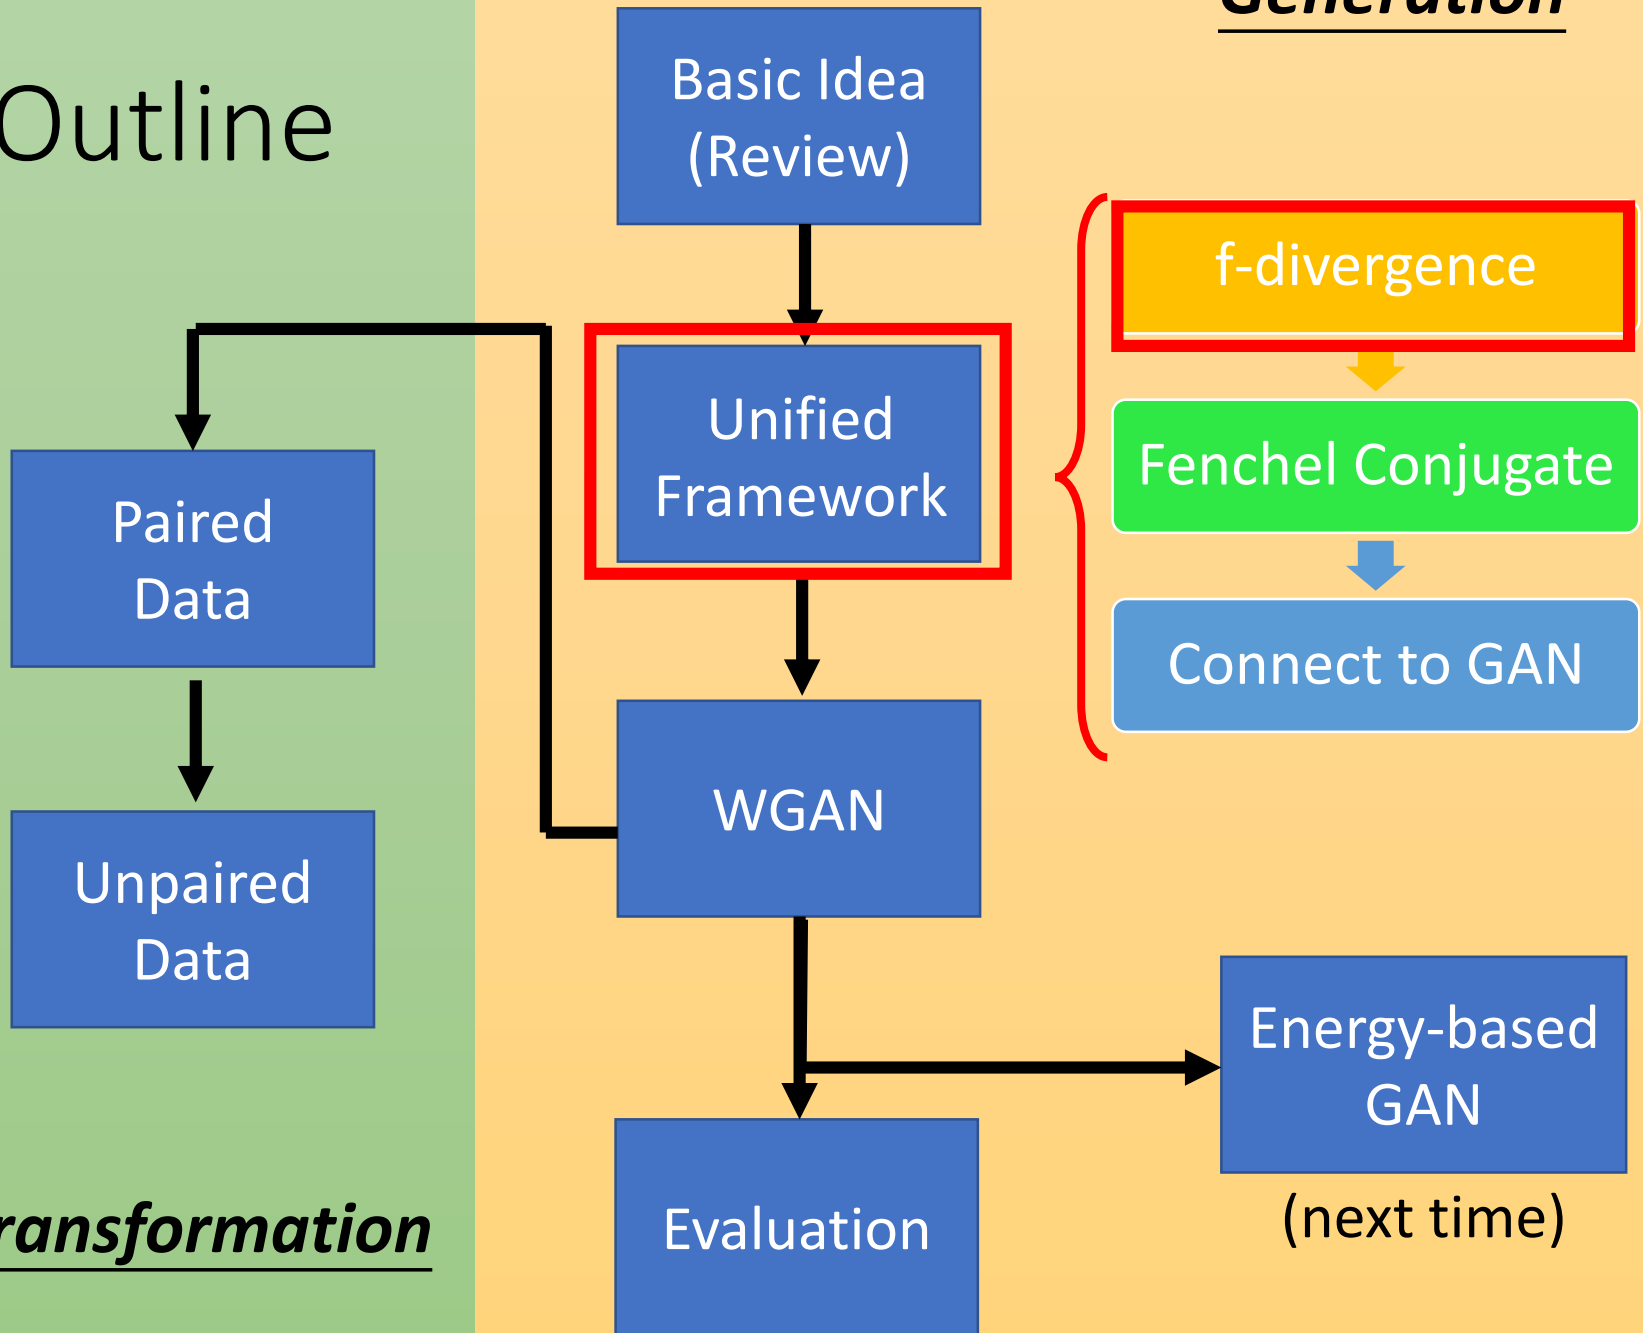 Generation
Outline
Basic Idea
(Review)
f-divergence
Unified
Framework
Fenchel Conjugate
Connect to GAN
Paired
Data
WGAN
Unpaired
Data
Energy-based
GAN
(next time)
Evaluation
ransformation